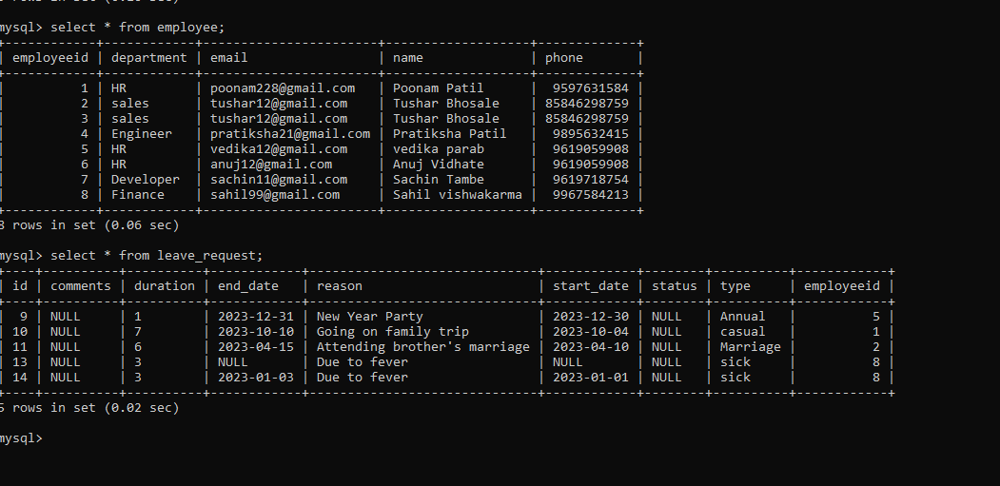 mysql> select * from employee;
| employeeid | department | email | name | phone |
| 1 | HR | poonam228@gmail.com | Poonam Patil | 9597631584 |
| 2 | sales | tushar12@gmail.com | Tushar Bhosale | 85846298759 |
| 3 | sales | tushar12@gmail.com | Tushar Bhosale | 85846298759 |
| 4 | Engineer | pratiksha21@gmail.com | Pratiksha Patil | 9895632415 |
| 5 | HR | vedika12@gmail.com | vedika parab | 9619059908 |
| 6 | HR | anuj12@gmail.com | Anuj Vidhate | 9619059908 |
| 7 | Developer | sachin11@gmail.com | Sachin Tambe | 9619718754 |
| 8 | Finance | sahil99@gmail.com | Sahil vishwakarma | 9967584213 |
8 rows in set (0.06 sec)
mysql> select * from leave_request;
| id | comments | duration | end_date | reason | start_date | status | type | employeeid |
| 9 | NULL | 1 | 2023-12-31 | New Year Party | 2023-12-30 | NULL | Annual | 5 |
| 10 | NULL | 7 | 2023-10-10 | Going on family trip | 2023-10-04 | NULL | casual | 1 |
| 11 | NULL | 6 | 2023-04-15 | Attending brother's marriage | 2023-04-10 | NULL | Marriage | 2 |
| 13 | NULL | 3 | NULL | Due to fever | NULL | NULL | sick | 8 |
| 14 | NULL | 3 | 2023-01-03 | Due to fever | 2023-01-01 | NULL | sick | 8 |
5 rows in set (0.02 sec)
mysql>